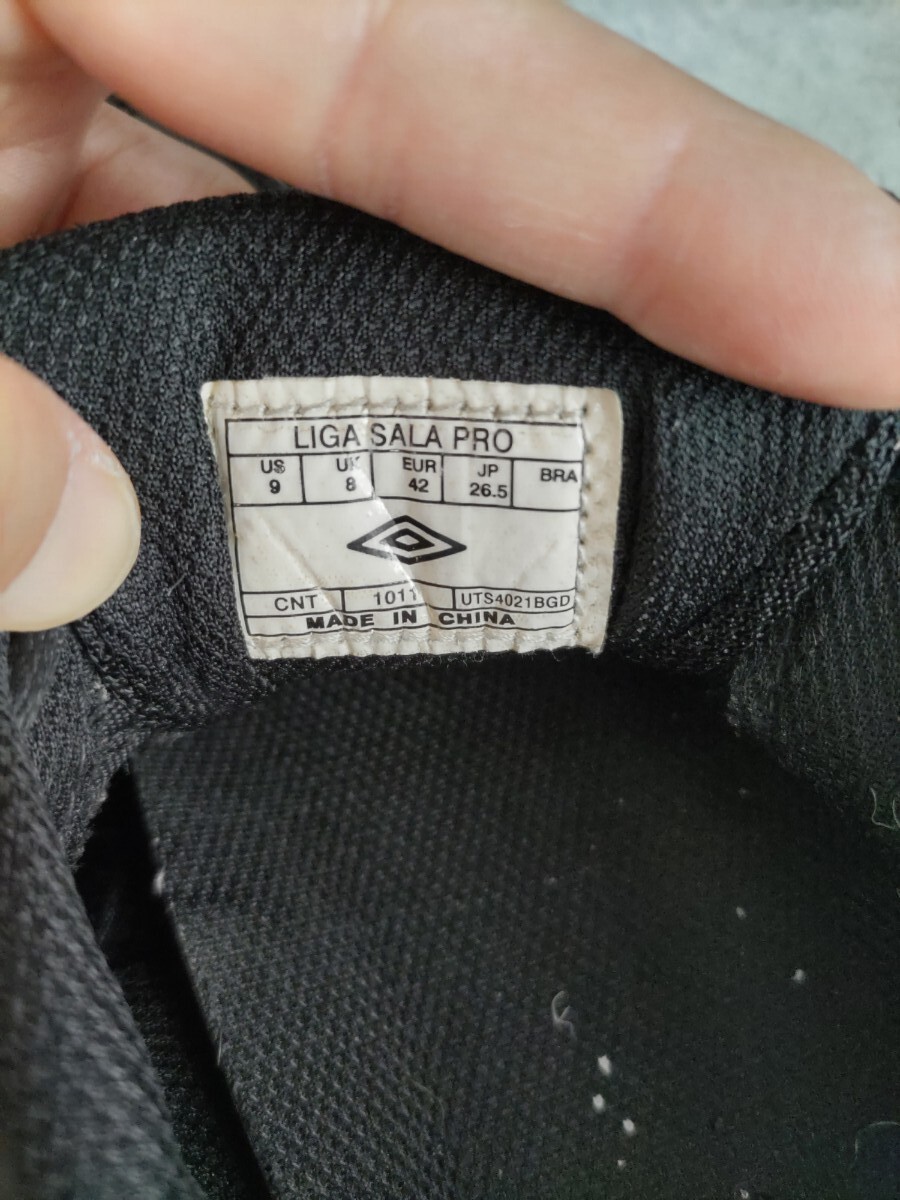 LIGA SALA PRO
US UK EUR JP BRA
9 8 42 26.5
CNT 1011 UTS4021BGD
MADE IN CHINA